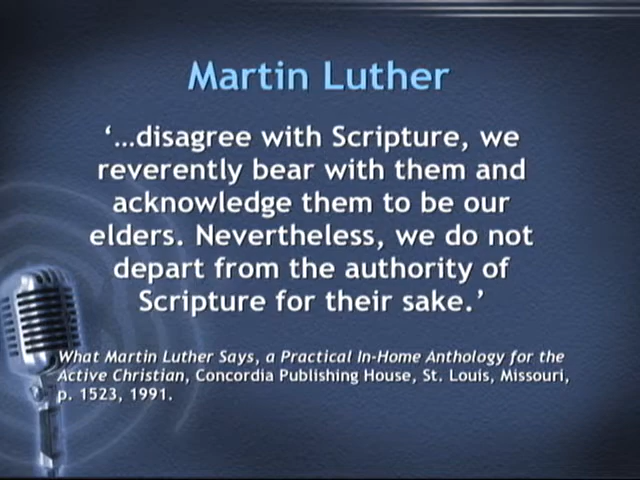 Martin Luther
‘...disagree with Scripture, we
reverently bear with them and
acknowledge them to be our
elders. Nevertheless, we do not
depart from the authority of
Scripture for their sake.’
What Martin Luther Says, a Practical In-Home Anthology for the
Active Christian, Concordia Publishing House, St. Louis, Missouri,
p. 1523, 1991.